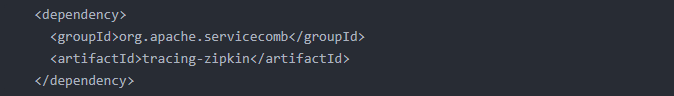 <dependency>
<groupId>org.apache.servicecomb</groupId>
<artifactId>tracing-zipkin</artifactId>
</dependency>